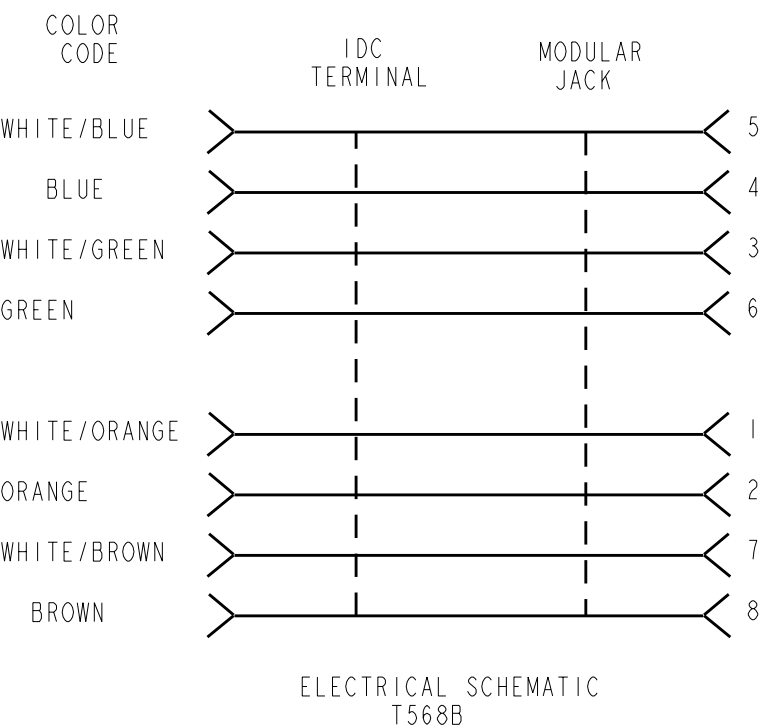 COLOR
CODE
IDC
TERMINAL
MODULAR
JACK
WHITE/BLUE 5
BLUE 4
WHITE/GREEN 3
GREEN 6
WHITE/ORANGE 1
ORANGE 2
WHITE/BROWN 7
BROWN 8
ELECTRICAL SCHEMATIC
T568B